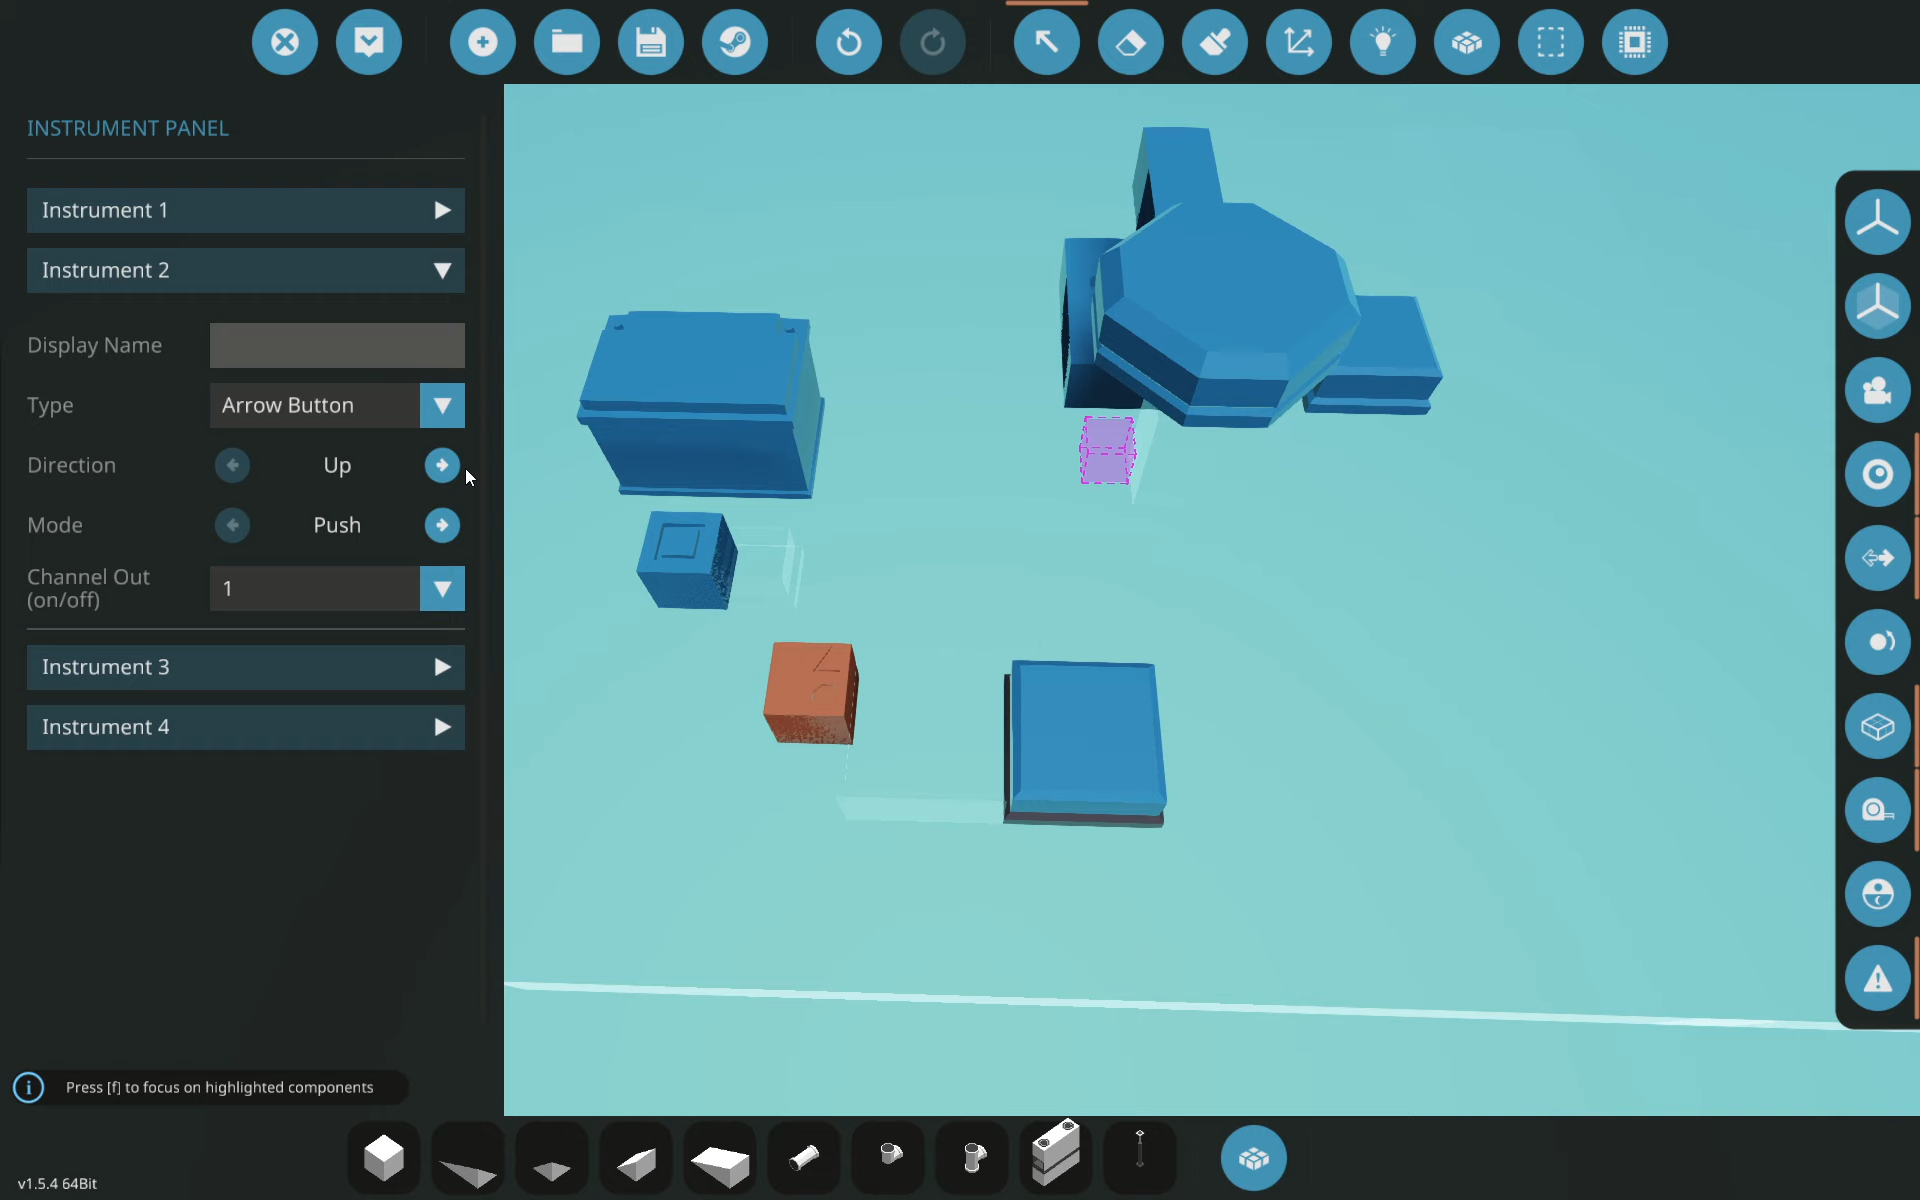 INSTRUMENT PANEL
Instrument 1
Instrument 2
Display Name
Type
Arrow Button
Direction
Up
Mode
Push
Channel Out
(on/off)
1
Instrument 3
Instrument 4
Press [f] to focus on highlighted components
v1.5.4 64Bit